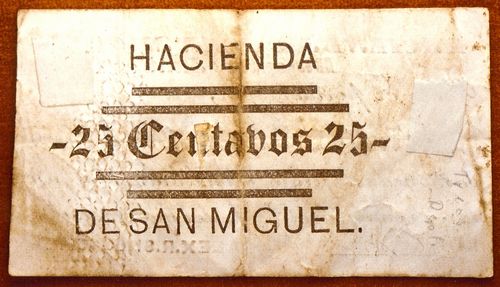 HACIENDA
-25 Centavos 25-
DE SAN MIGUEL.